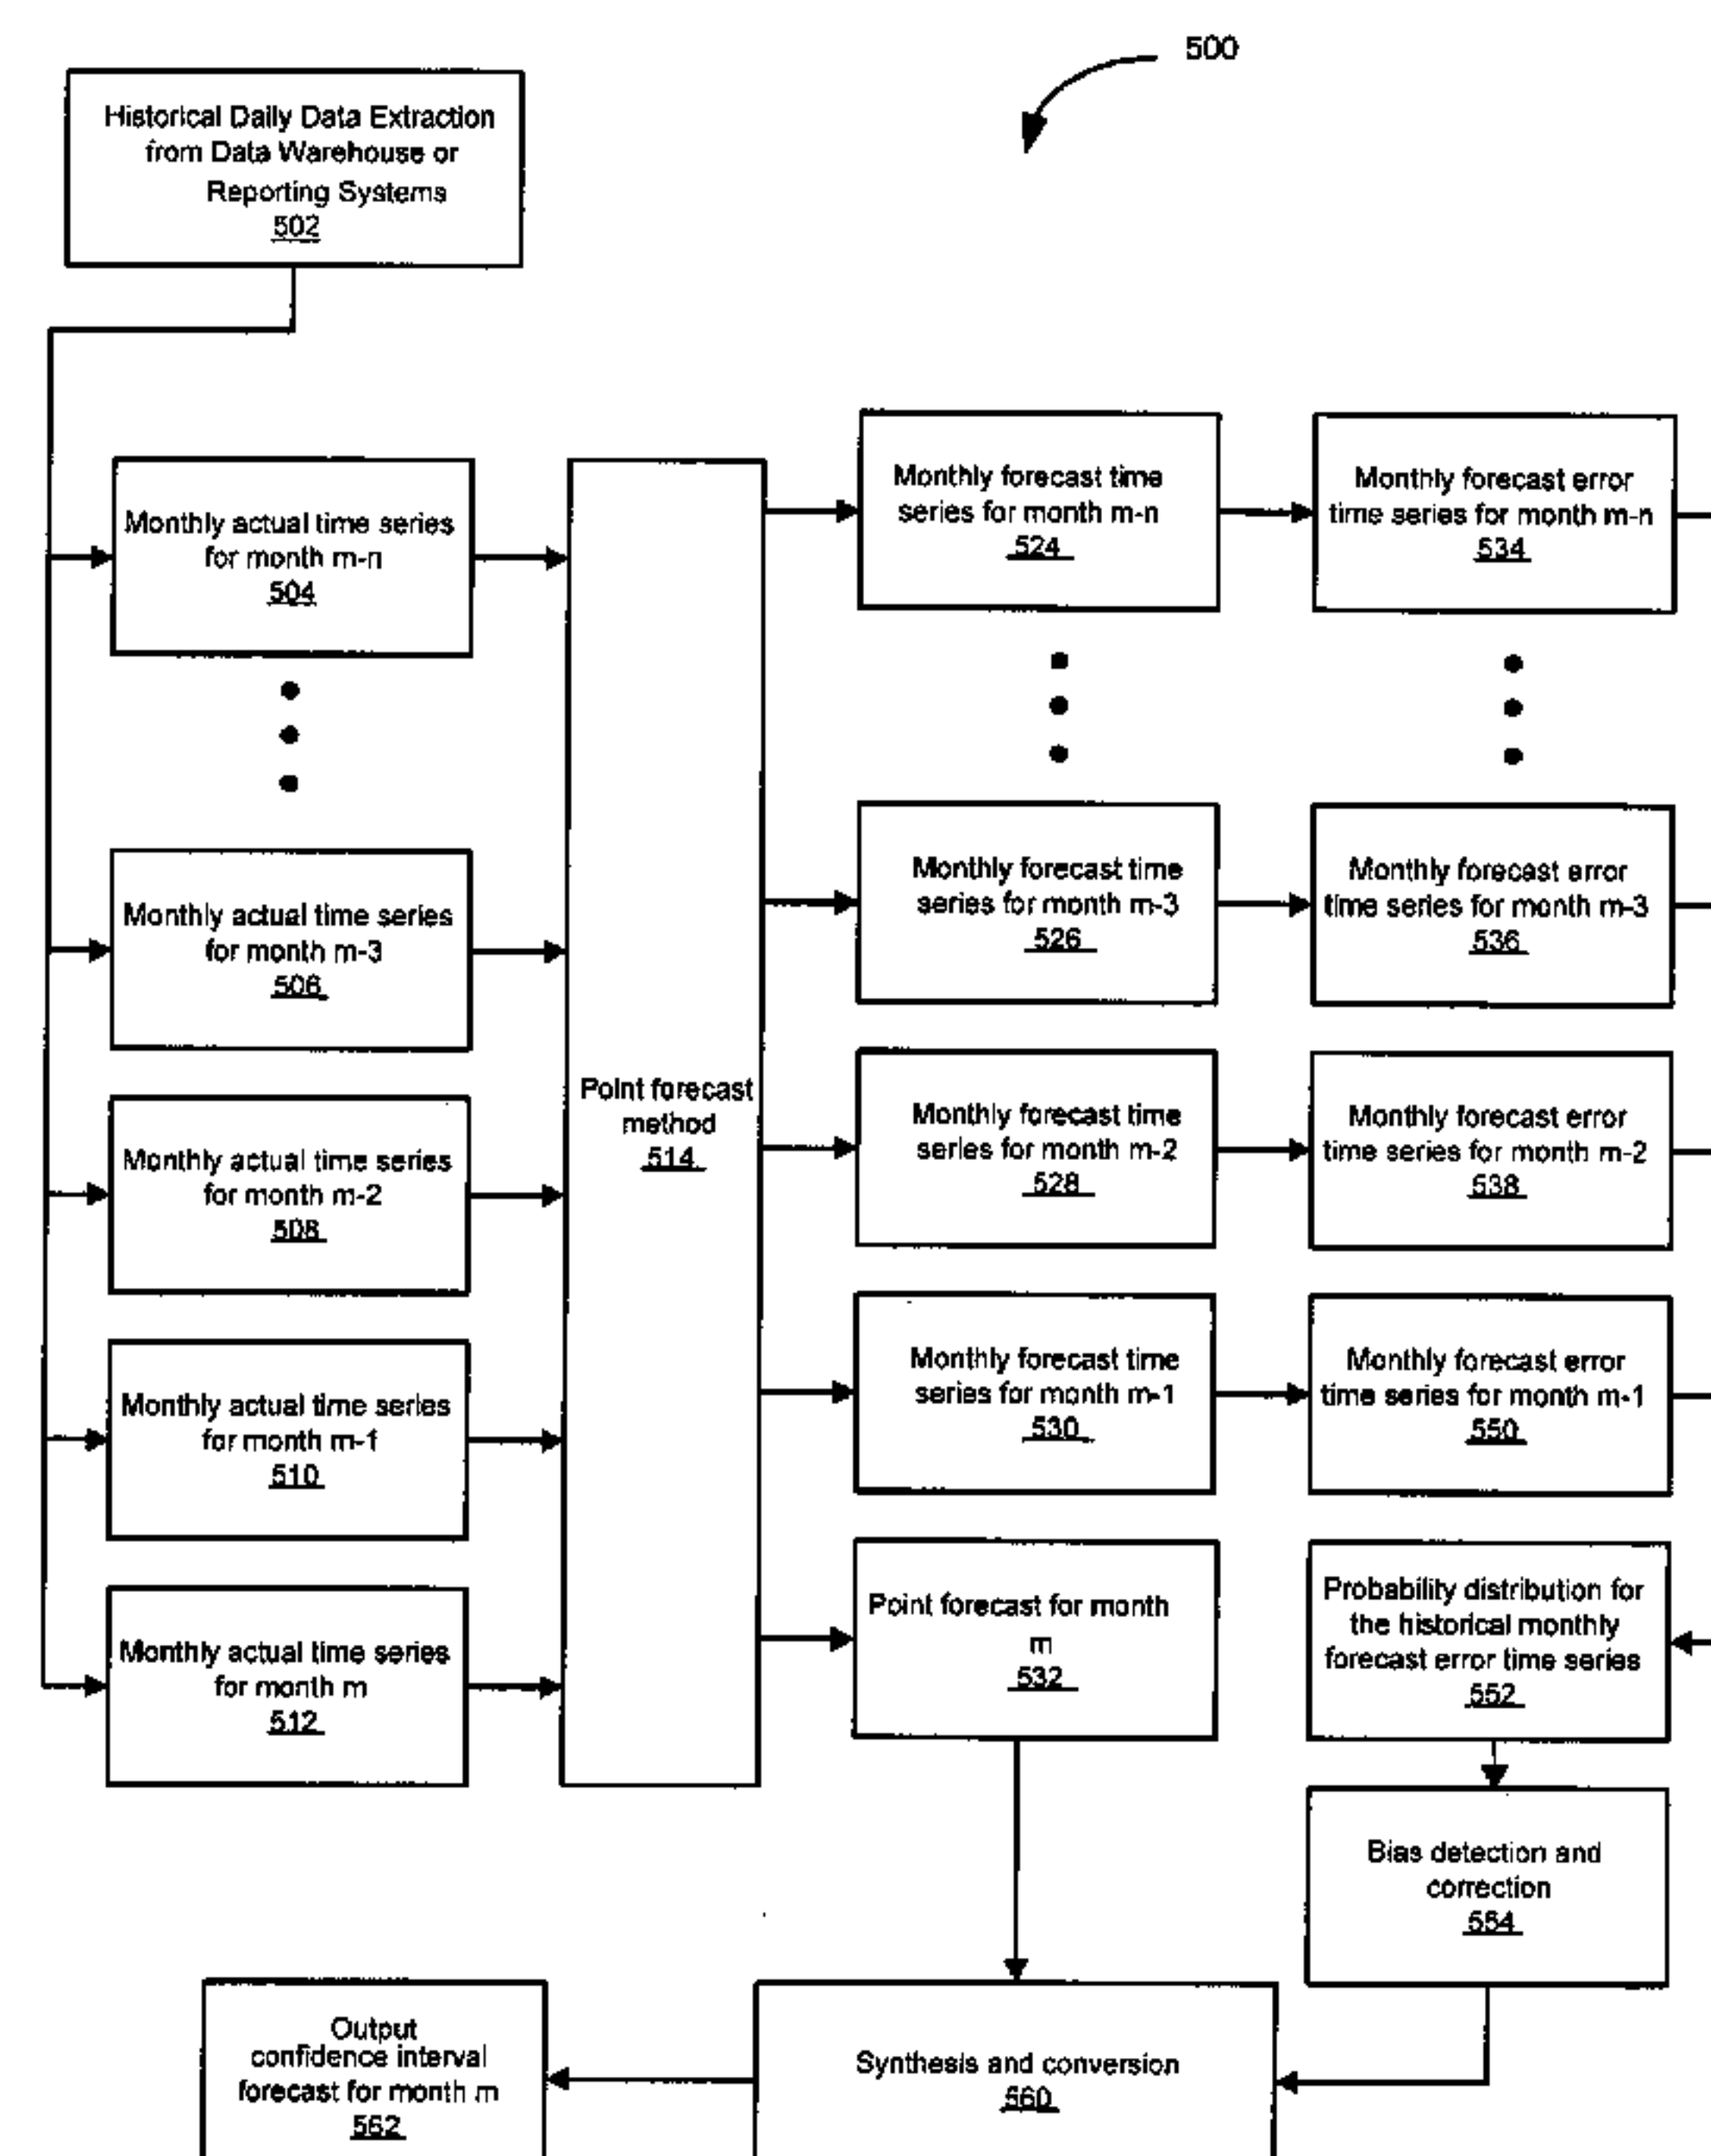 500
Historical Daily Data Extraction
from Data Warehouse or
Reporting Systems
502
Monthly actual time series
for month m-n
504
Monthly actual time series
for month m-3
506
Monthly actual time series
for month m-2
508
Monthly actual time series
for month m-1
510
Monthly actual time series
for month m
512
Point forecast
method
514
Monthly forecast time
series for month m-n
524
Monthly forecast time
series for month m-3
526
Monthly forecast time
series for month m-2
528
Monthly forecast time
series for month m-1
530
Point forecast for month
m
532
Monthly forecast error
time series for month m-n
534
Monthly forecast error
time series for month m-3
536
Monthly forecast error
time series for month m-2
538
Monthly forecast error
time series for month m-1
550
Probability distribution for
the historical monthly
forecast error time series
552
Bias detection and
correction
554
Synthesis and conversion
560
Output
confidence interval
forecast for month m
562